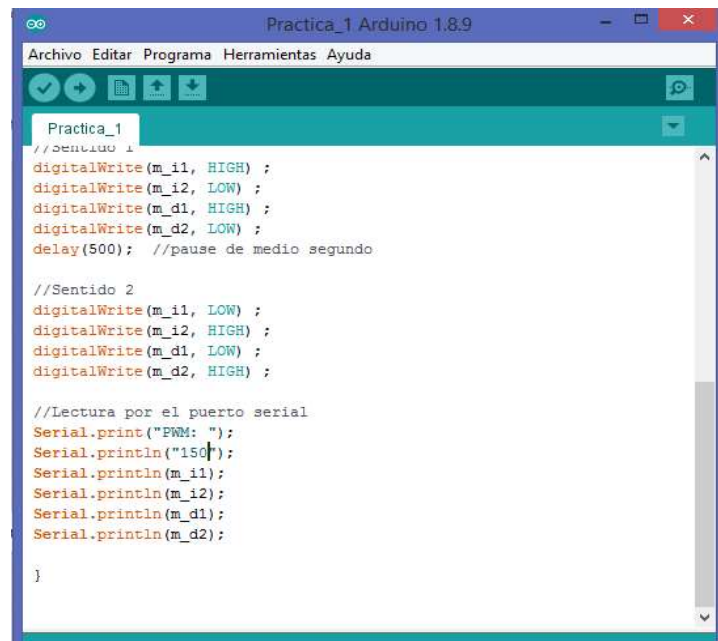 Practica_1 Arduino 1.8.9
Archivo Editar Programa Herramientas Ayuda
Practica_1
//Sentido 1
digitalWrite(m_i1, HIGH) ;
digitalWrite(m_i2, LOW) ;
digitalWrite(m_d1, HIGH) ;
digitalWrite(m_d2, LOW) ;
delay(500); //pause de medio segundo
//Sentido 2
digitalWrite(m_i1, LOW) ;
digitalWrite(m_i2, HIGH) ;
digitalWrite(m_d1, LOW) ;
digitalWrite(m_d2, HIGH) ;
//Lectura por el puerto serial
Serial.print("PWM: ");
Serial.println("150");
Serial.println(m_i1);
Serial.println(m_i2);
Serial.println(m_d1);
Serial.println(m_d2);
}